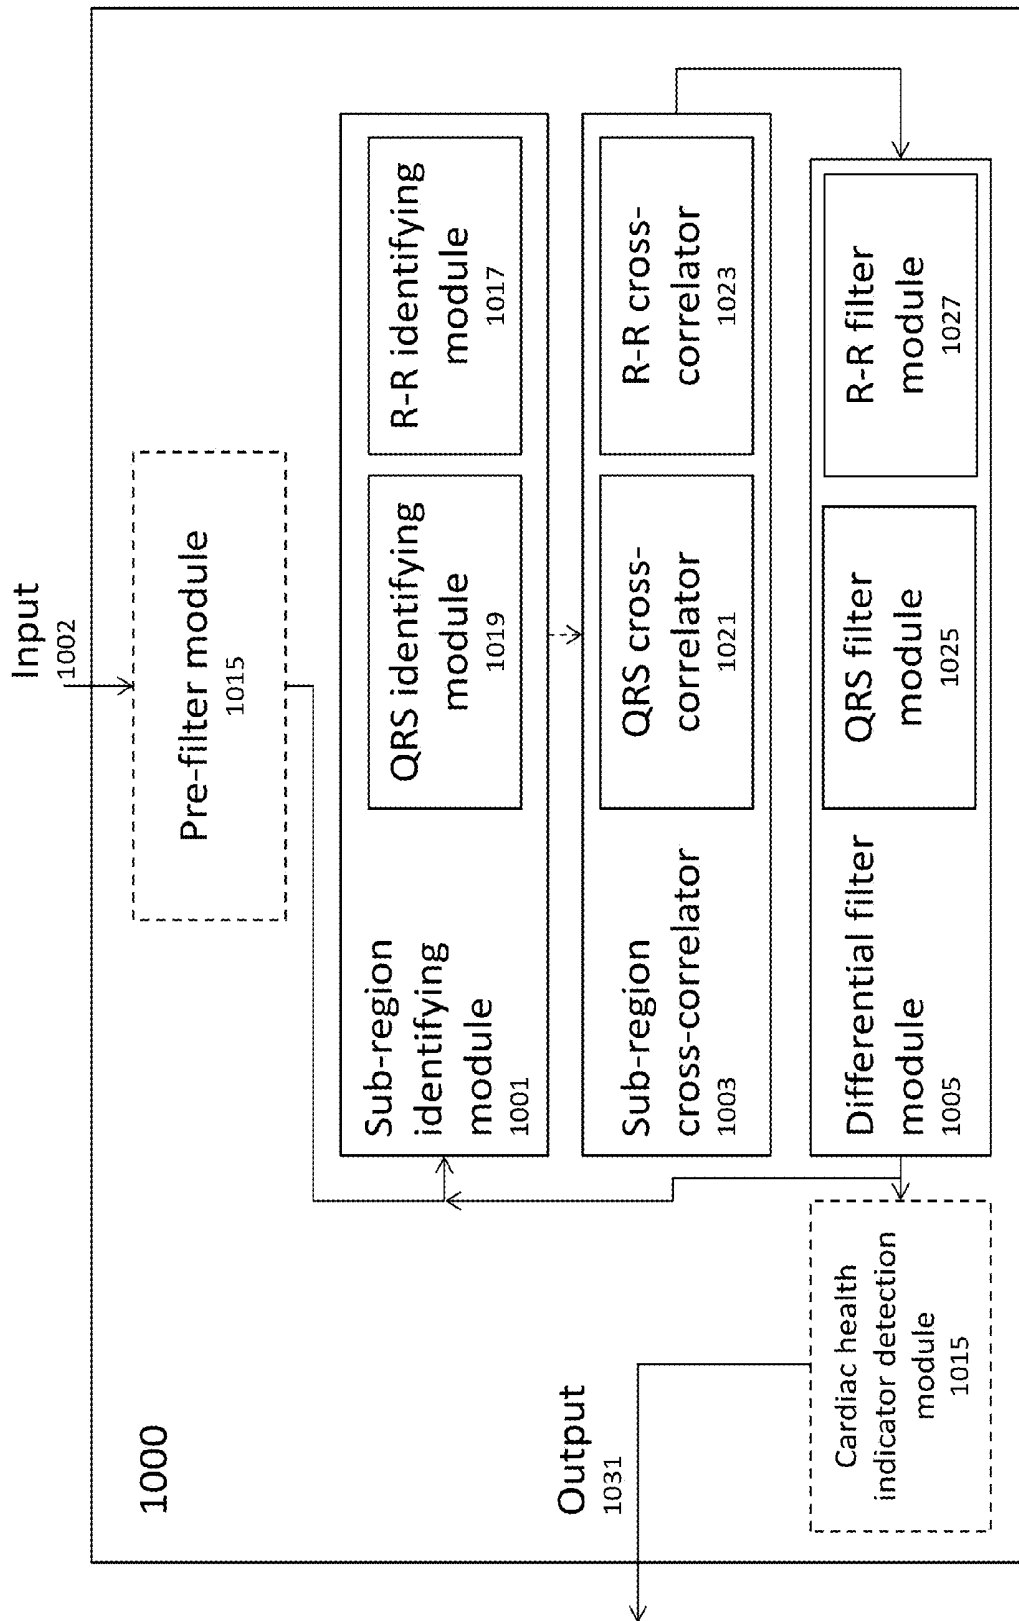 1000
Input
1002
Pre-filter module
1015
Sub-region
identifying
module
1001
QRS identifying
module
1019
R-R identifying
module
1017
Sub-region
cross-correlator
1003
QRS cross-
correlator
1021
R-R cross-
correlator
1023
Differential filter
module
1005
QRS filter
module
1025
R-R filter
module
1027
Cardiac health
indicator detection
module
1015
Output
1031